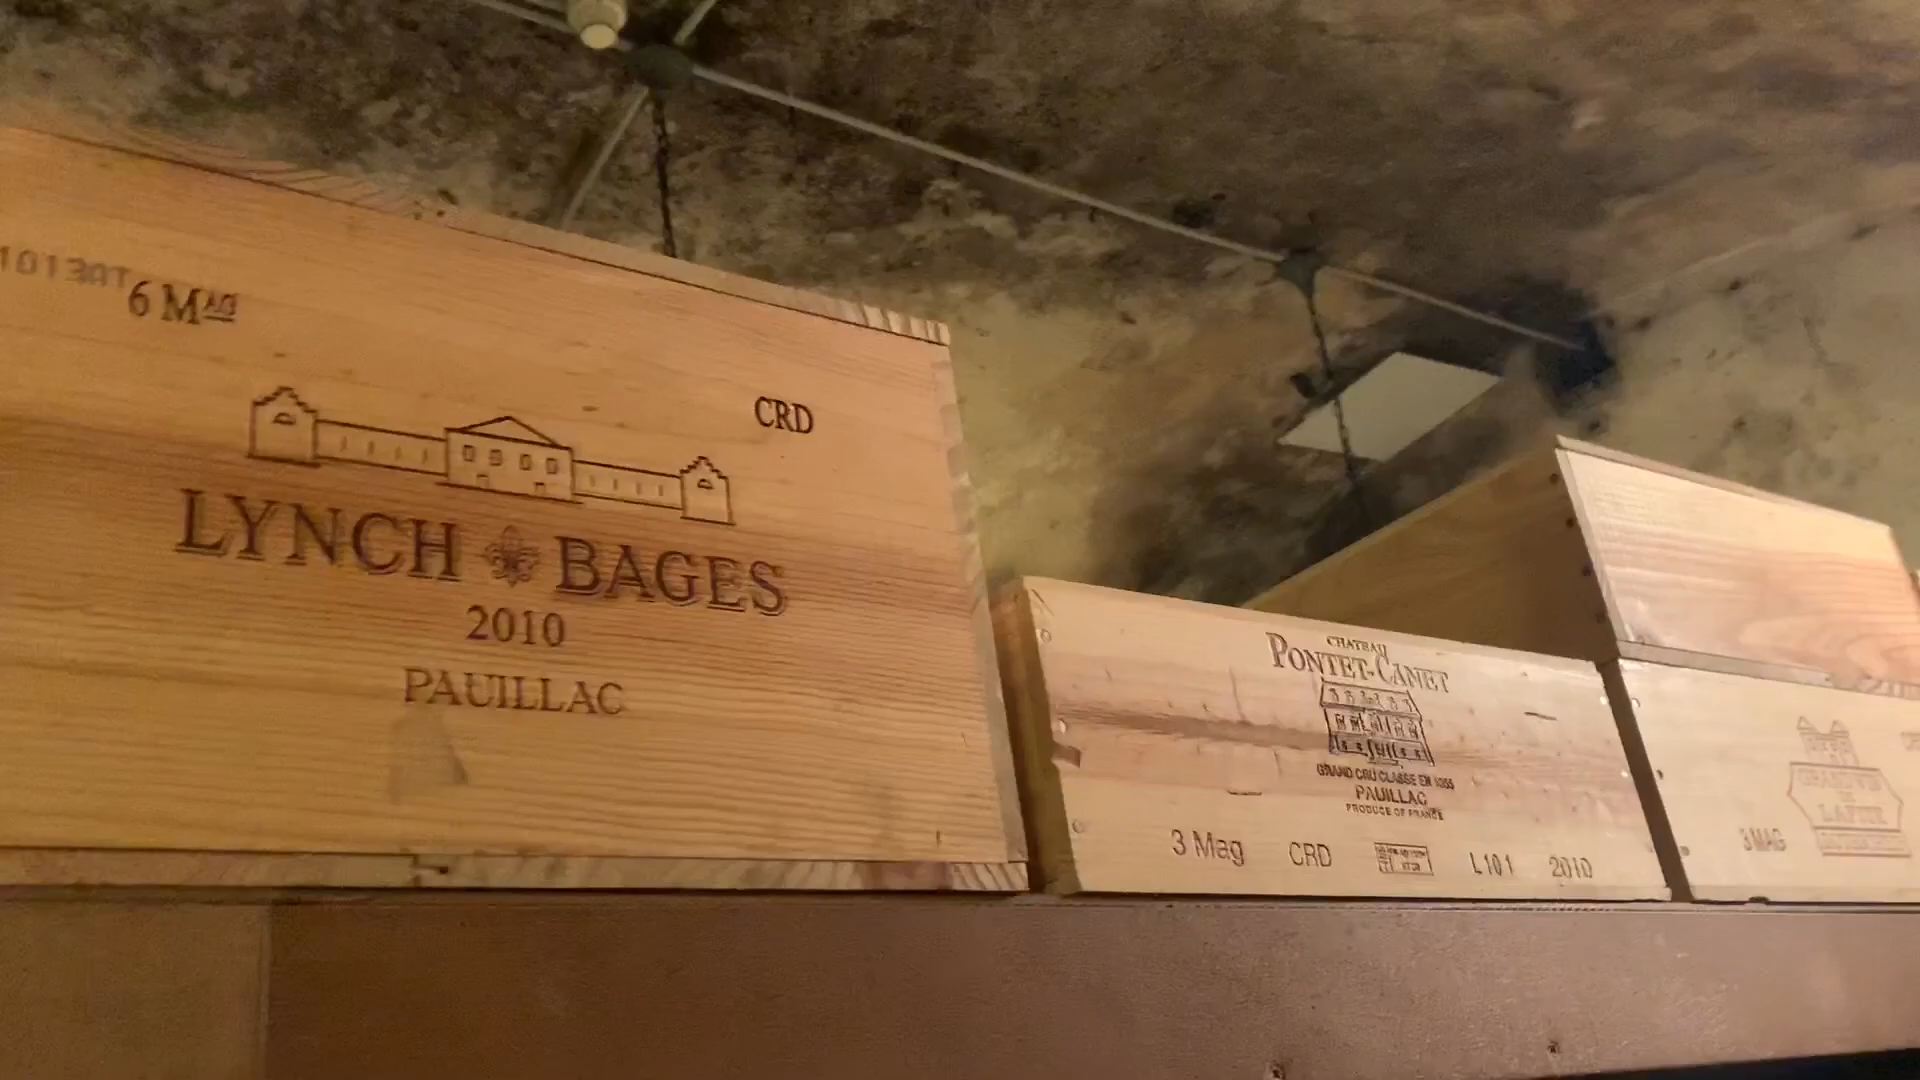 6 MAG
CRD
LYNCH BAGES
2010
PAUILLAC
CHATEAU
PONTET-CANET
GRAND CRU CLASSE EN 1855
PAUILLAC
PRODUCE OF FRANCE
3 Mag CRD L101 2010
3 MAG
LAFITE